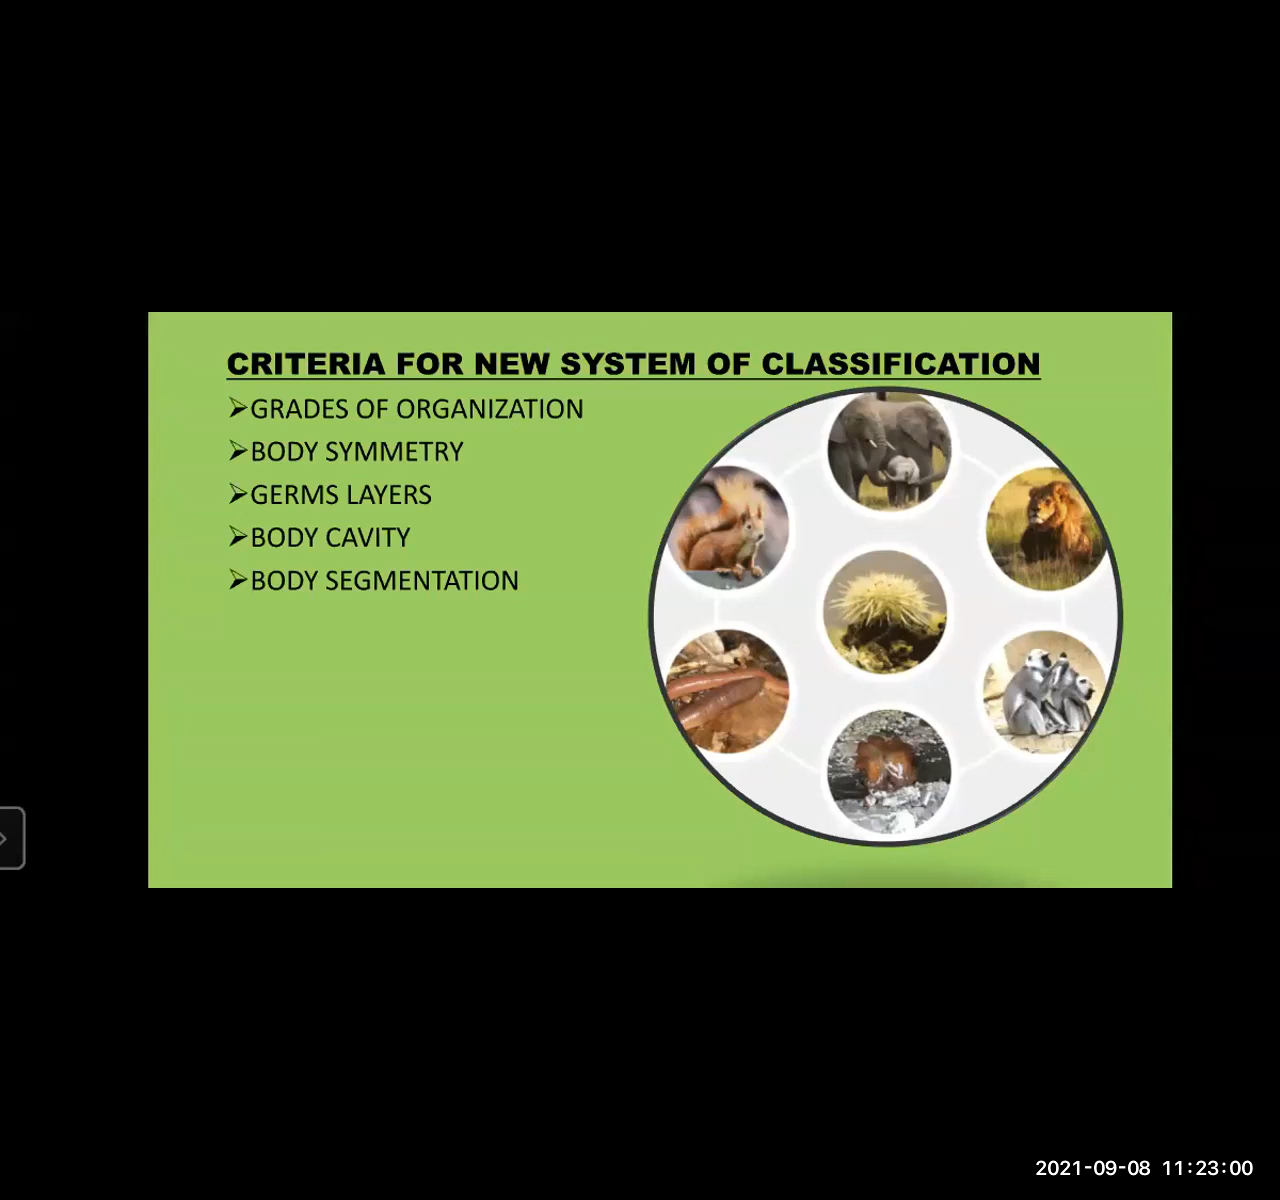 CRITERIA FOR NEW SYSTEM OF CLASSIFICATION
➢GRADES OF ORGANIZATION
➢BODY SYMMETRY
➢GERMS LAYERS
➢BODY CAVITY
➢BODY SEGMENTATION
2021-09-08 11:23:00